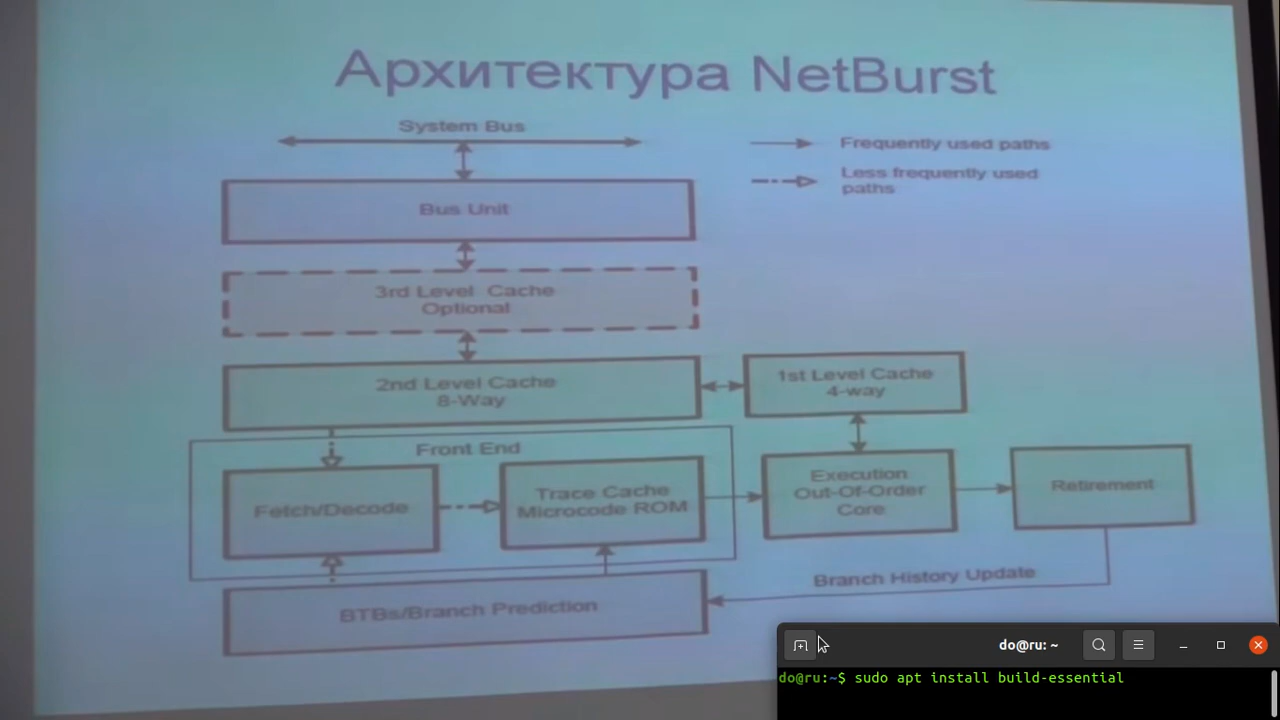 Архитектура NetBurst
System Bus
Frequently used paths
Less frequently used
paths
Bus Unit
3rd Level Cache
Optional
2nd Level Cache
8-Way
1st Level Cache
4-way
Front End
Fetch/Decode
Trace Cache
Microcode ROM
Execution
Out-Of-Order
Core
Retirement
Branch History Update
BTBs/Branch Prediction
do@ru: ~
do@ru:~$ sudo apt install build-essential